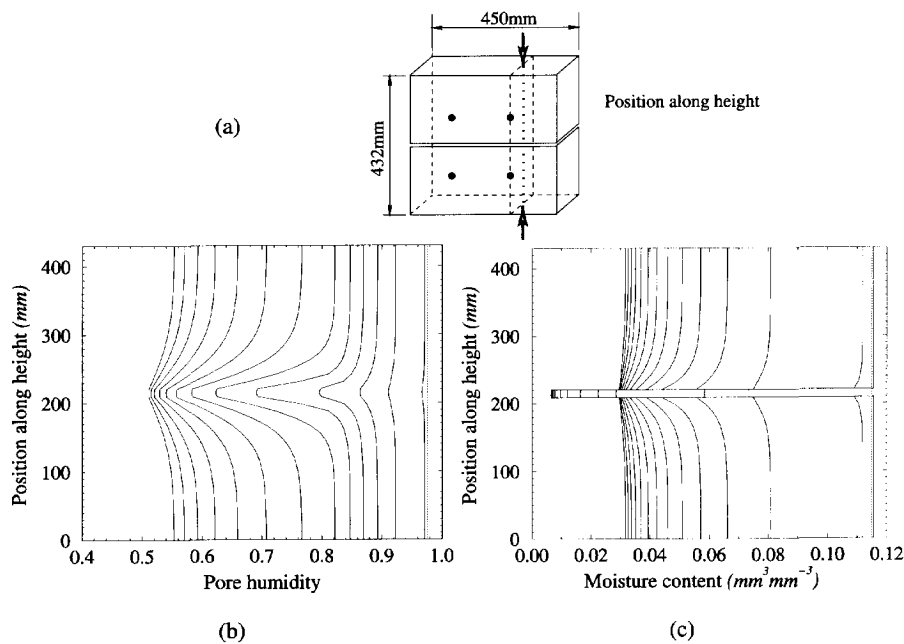 450mm
Position along height
(a)
432mm
Position along height (mm)
400
300
200
100
0
0.4 0.5 0.6 0.7 0.8 0.9 1.0
Pore humidity
(b)
Position along height (mm)
400
300
200
100
0
0.00 0.02 0.04 0.06 0.08 0.10 0.12
Moisture content (mm³mm⁻³)
(c)